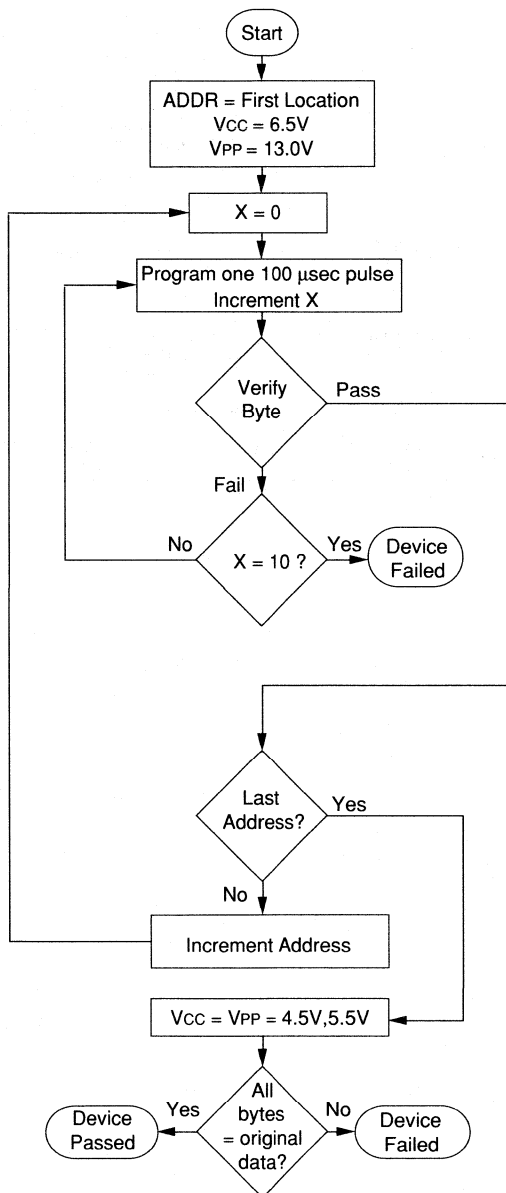 Start
ADDR = First Location
VCC = 6.5V
VPP = 13.0V
X = 0
Program one 100 μsec pulse
Increment X
Verify
Byte
Pass
Fail
No
X = 10 ?
Yes
Device
Failed
Last
Address?
Yes
No
Increment Address
VCC = VPP = 4.5V,5.5V
All
bytes
= original
data?
Yes
Device
Passed
No
Device
Failed